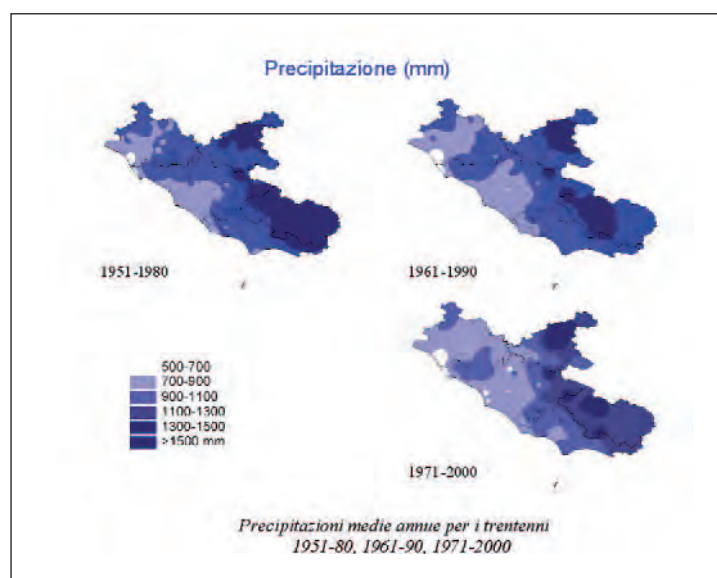 Precipitazione (mm)
1951-1980
1961-1990
500-700
700-900
900-1100
1100-1300
1300-1500
>1500 mm
1971-2000
Precipitazioni medie annue per i trentenni
1951-80, 1961-90, 1971-2000